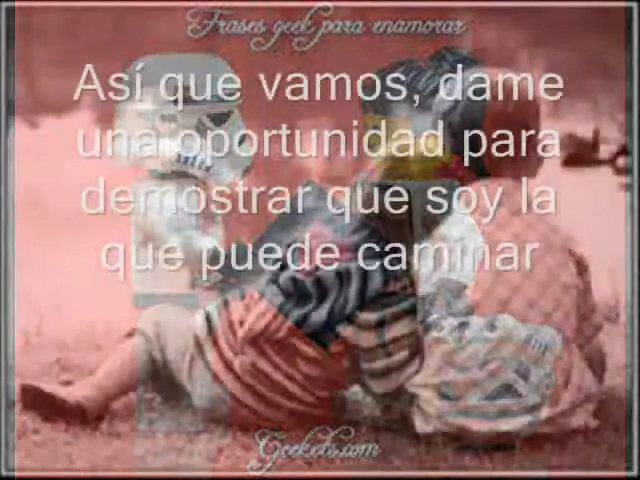 Frases geek para enamorar
Así que vamos, dame
una oportunidad para
demostrar que soy la
que puede caminar
Geekots.com